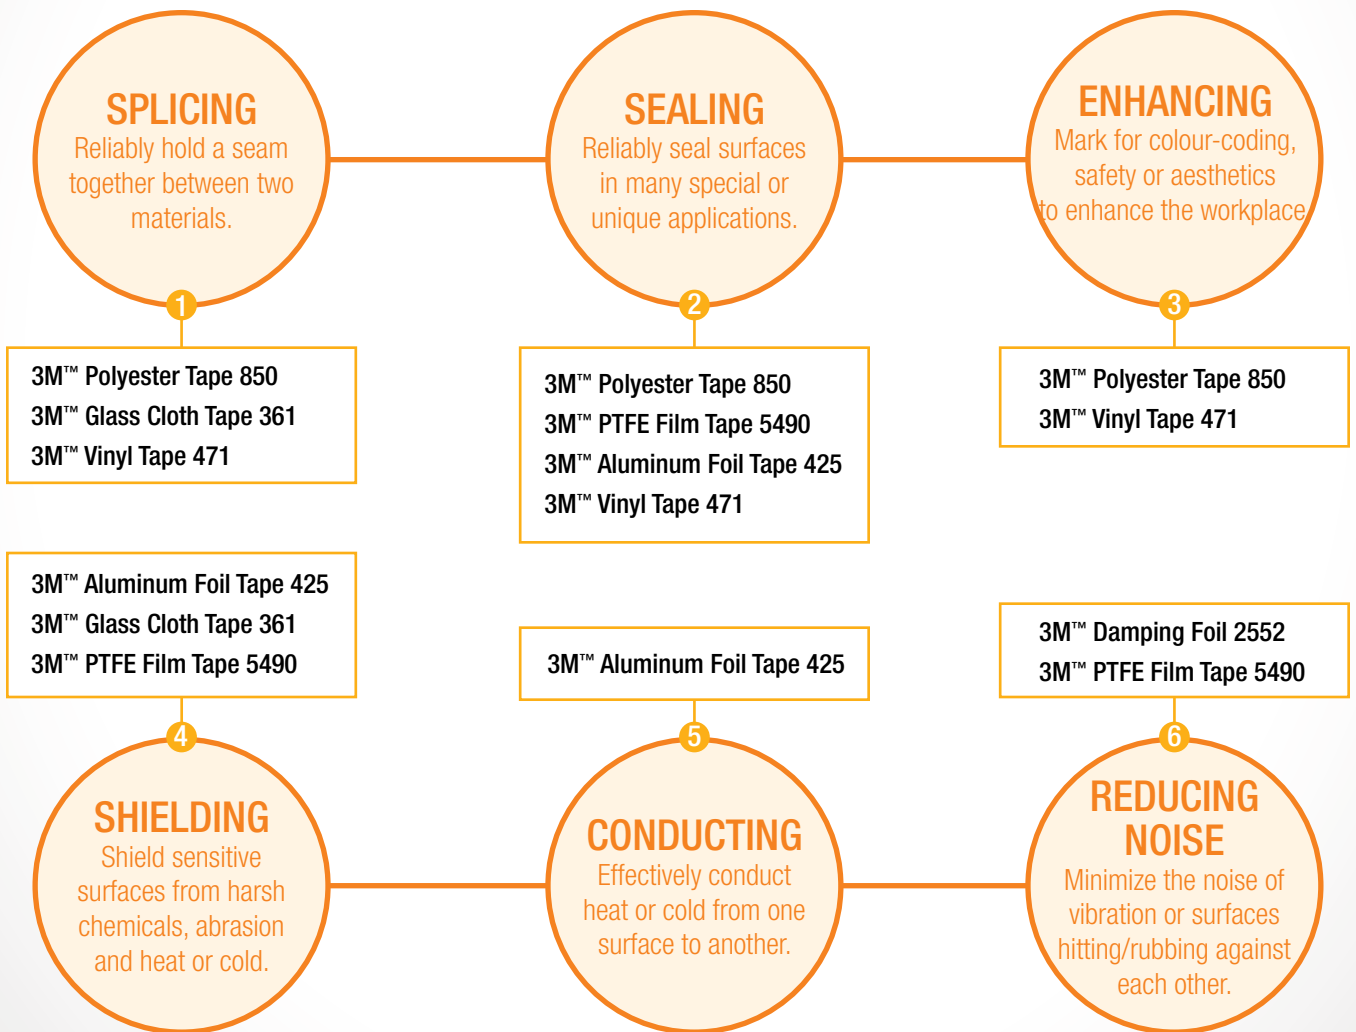 SPLICING
Reliably hold a seam
together between two
materials.
1
3M™ Polyester Tape 850
3M™ Glass Cloth Tape 361
3M™ Vinyl Tape 471
SEALING
Reliably seal surfaces
in many special or
unique applications.
2
3M™ Polyester Tape 850
3M™ PTFE Film Tape 5490
3M™ Aluminum Foil Tape 425
3M™ Vinyl Tape 471
ENHANCING
Mark for colour-coding,
safety or aesthetics
to enhance the workplace.
3
3M™ Polyester Tape 850
3M™ Vinyl Tape 471
3M™ Aluminum Foil Tape 425
3M™ Glass Cloth Tape 361
3M™ PTFE Film Tape 5490
4
SHIELDING
Shield sensitive
surfaces from harsh
chemicals, abrasion
and heat or cold.
3M™ Aluminum Foil Tape 425
5
CONDUCTING
Effectively conduct
heat or cold from one
surface to another.
3M™ Damping Foil 2552
3M™ PTFE Film Tape 5490
6
REDUCING
NOISE
Minimize the noise of
vibration or surfaces
hitting/rubbing against
each other.